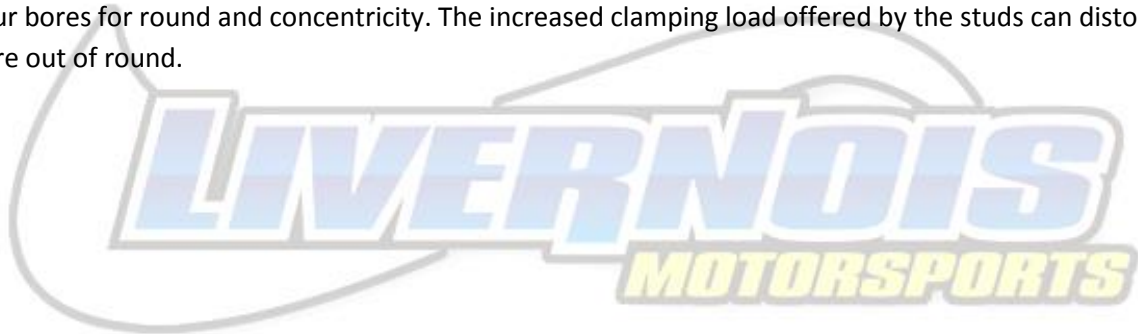 ur bores for round and concentricity. The increased clamping load offered by the studs can disto
re out of round.
LIVERNOIS
MOTORSPORTS